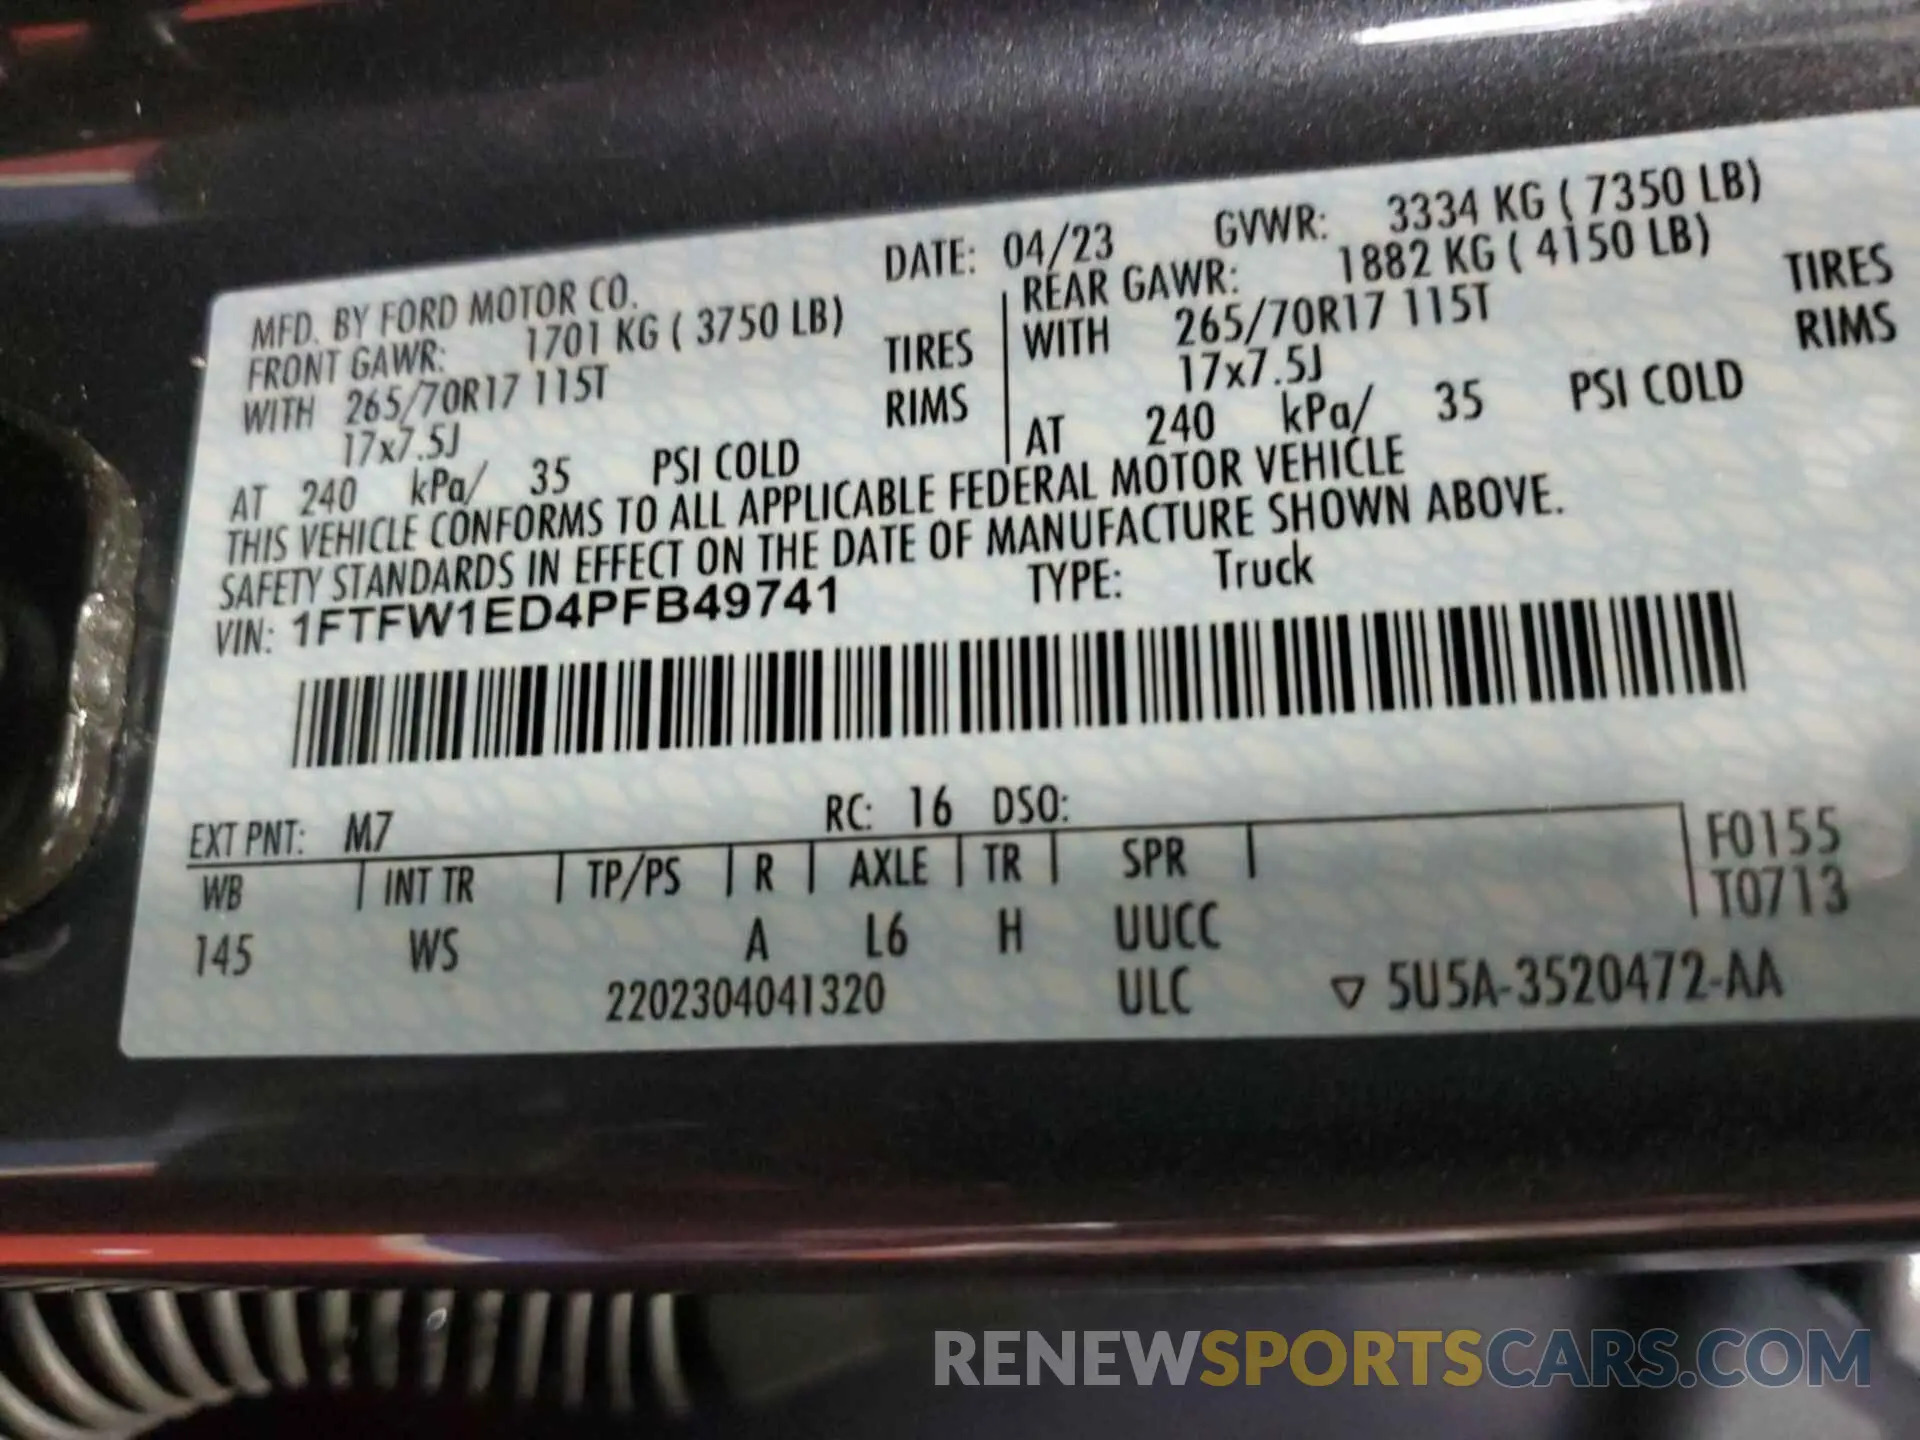 MFD. BY FORD MOTOR CO. DATE: 04/23 GVWR: 3334 KG ( 7350 LB)
FRONT GAWR: 1701 KG ( 3750 LB) REAR GAWR: 1882 KG ( 4150 LB)
WITH 265/70R17 115T TIRES WITH 265/70R17 115T TIRES
17x7.5J RIMS 17x7.5J RIMS
AT 240 kPa/ 35 PSI COLD AT 240 kPa/ 35 PSI COLD
THIS VEHICLE CONFORMS TO ALL APPLICABLE FEDERAL MOTOR VEHICLE
SAFETY STANDARDS IN EFFECT ON THE DATE OF MANUFACTURE SHOWN ABOVE.
VIN: 1FTFW1ED4PFB49741 TYPE: Truck
EXT PNT: M7 RC: 16 DSO:
WB INT TR TP/PS R AXLE TR SPR F0155
145 WS A L6 H UUCC T0713
2202304041320 ULC ▽ 5U5A-3520472-AA
RENEWSPORTSCARS.COM